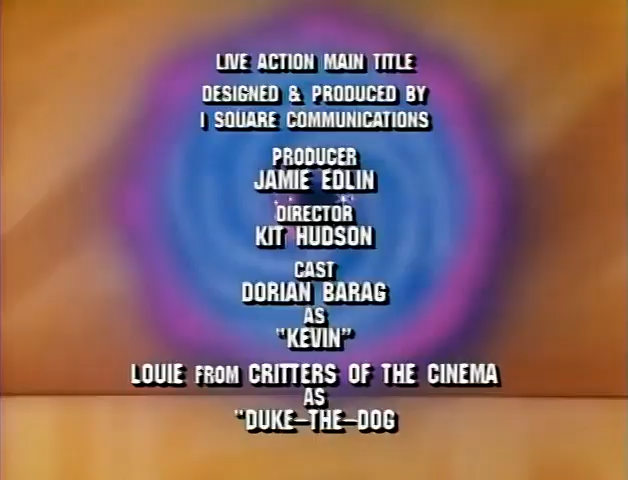 LIVE ACTION MAIN TITLE
DESIGNED & PRODUCED BY
I SQUARE COMMUNICATIONS
PRODUCER
JAMIE EDLIN
DIRECTOR
KIT HUDSON
CAST
DORIAN BARAG
AS
"KEVIN"
LOUIE FROM CRITTERS OF THE CINEMA
AS
"DUKE-THE-DOG